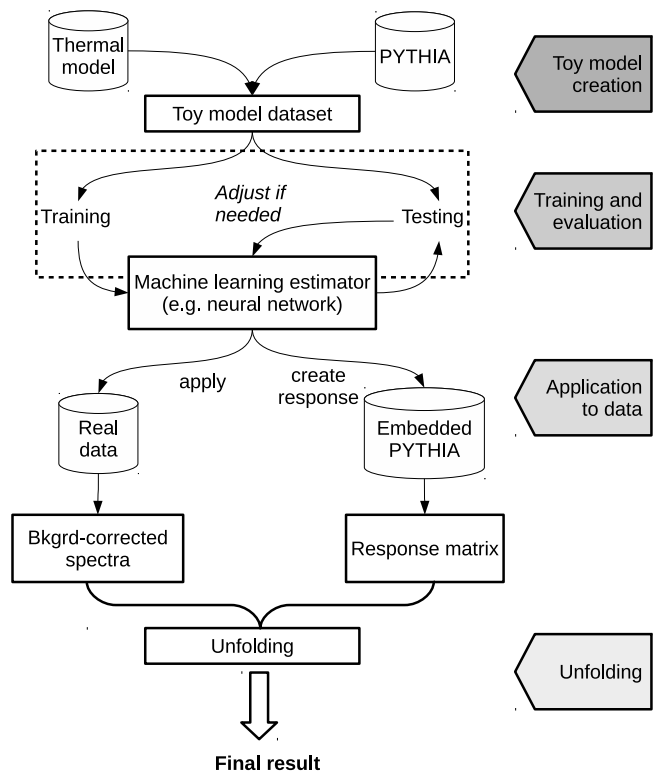 Thermal
model
PYTHIA
Toy model
creation
Toy model dataset
Training
Adjust if
needed
Testing
Training and
evaluation
Machine learning estimator
(e.g. neural network)
apply
create
response
Application
to data
Real
data
Embedded
PYTHIA
Bkgrd-corrected
spectra
Response matrix
Unfolding
Unfolding
Final result